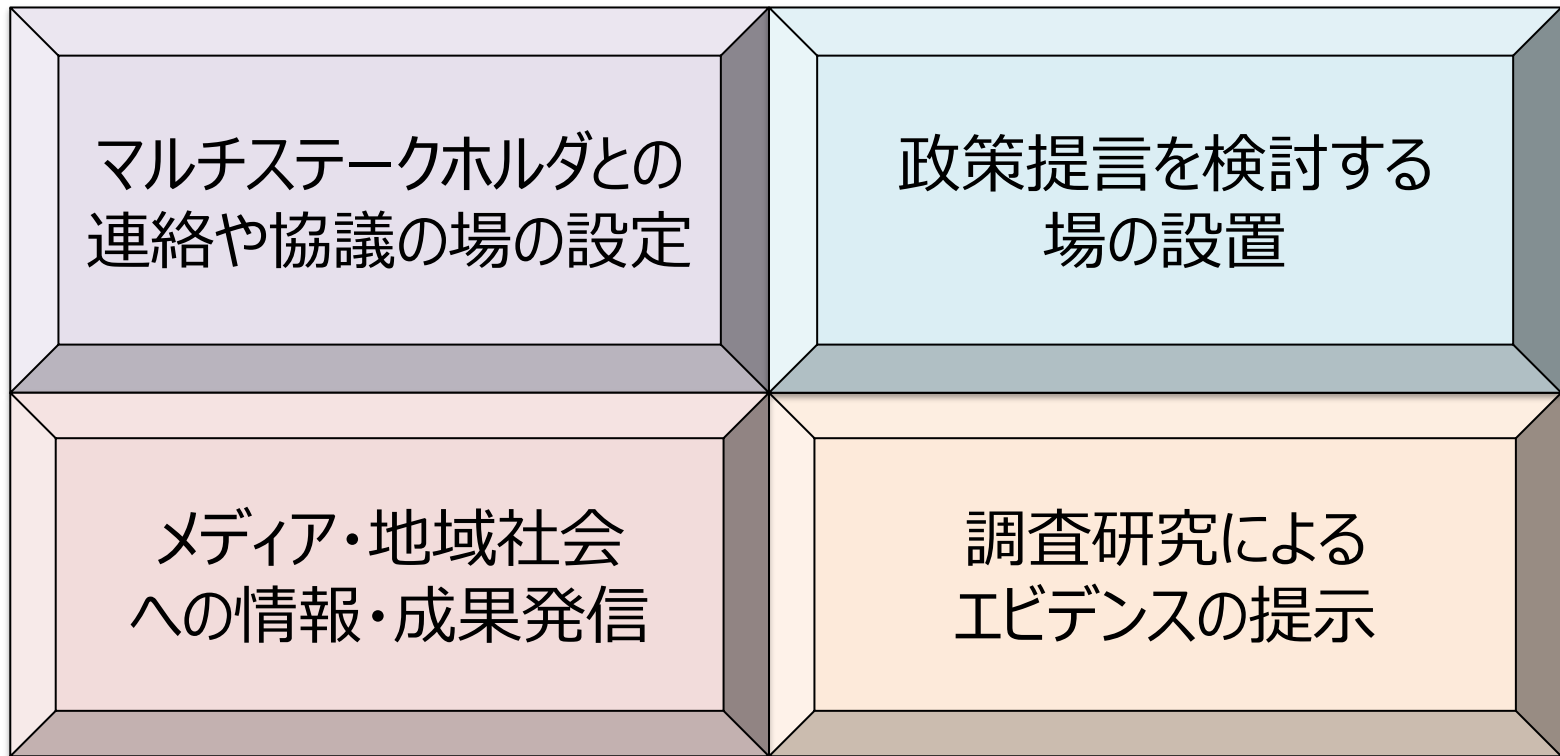 マルチステークホルダとの
連絡や協議の場の設定
政策提言を検討する
場の設置
メディア・地域社会
への情報・成果発信
調査研究による
エビデンスの提示